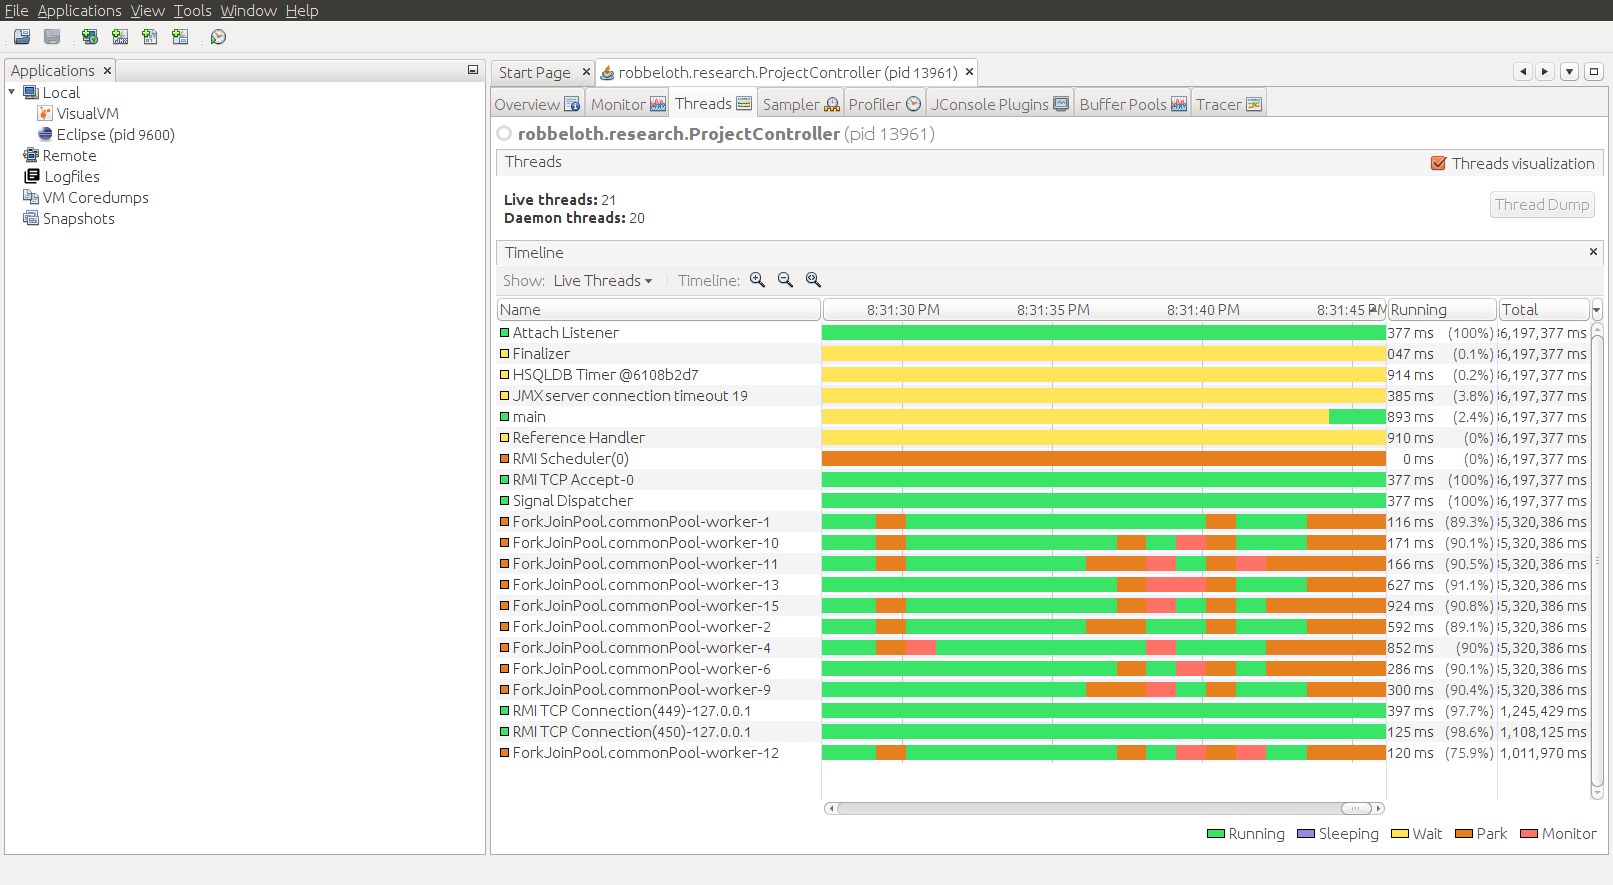 File Applications View Tools Window Help
Applications
Local
VisualVM
Eclipse (pid 9600)
Remote
Logfiles
VM Coredumps
Snapshots
Start Page robbeloth.research.ProjectController (pid 13961)
Overview Monitor Threads Sampler Profiler JConsole Plugins Buffer Pools Tracer
robbeloth.research.ProjectController (pid 13961)
Threads Threads visualization
Live threads: 21
Daemon threads: 20
Thread Dump
Timeline
Show: Live Threads Timeline:
Name 8:31:30 PM 8:31:35 PM 8:31:40 PM 8:31:45 PM Running Total
Attach Listener 377 ms (100%) 6,197,377 ms
Finalizer 047 ms (0.1%) 6,197,377 ms
HSQLDB Timer @6108b2d7 914 ms (0.2%) 6,197,377 ms
JMX server connection timeout 19 385 ms (3.8%) 6,197,377 ms
main 893 ms (2.4%) 6,197,377 ms
Reference Handler 910 ms (0%) 6,197,377 ms
RMI Scheduler(0) 0 ms (0%) 6,197,377 ms
RMI TCP Accept-0 377 ms (100%) 6,197,377 ms
Signal Dispatcher 377 ms (100%) 6,197,377 ms
ForkJoinPool.commonPool-worker-1 116 ms (89.3%) 5,320,386 ms
ForkJoinPool.commonPool-worker-10 171 ms (90.1%) 5,320,386 ms
ForkJoinPool.commonPool-worker-11 166 ms (90.5%) 5,320,386 ms
ForkJoinPool.commonPool-worker-13 627 ms (91.1%) 5,320,386 ms
ForkJoinPool.commonPool-worker-15 924 ms (90.8%) 5,320,386 ms
ForkJoinPool.commonPool-worker-2 592 ms (89.1%) 5,320,386 ms
ForkJoinPool.commonPool-worker-4 852 ms (90%) 5,320,386 ms
ForkJoinPool.commonPool-worker-6 286 ms (90.1%) 5,320,386 ms
ForkJoinPool.commonPool-worker-9 300 ms (90.4%) 5,320,386 ms
RMI TCP Connection(449)-127.0.0.1 397 ms (97.7%) 1,245,429 ms
RMI TCP Connection(450)-127.0.0.1 125 ms (98.6%) 1,108,125 ms
ForkJoinPool.commonPool-worker-12 120 ms (75.9%) 1,011,970 ms
Running Sleeping Wait Park Monitor